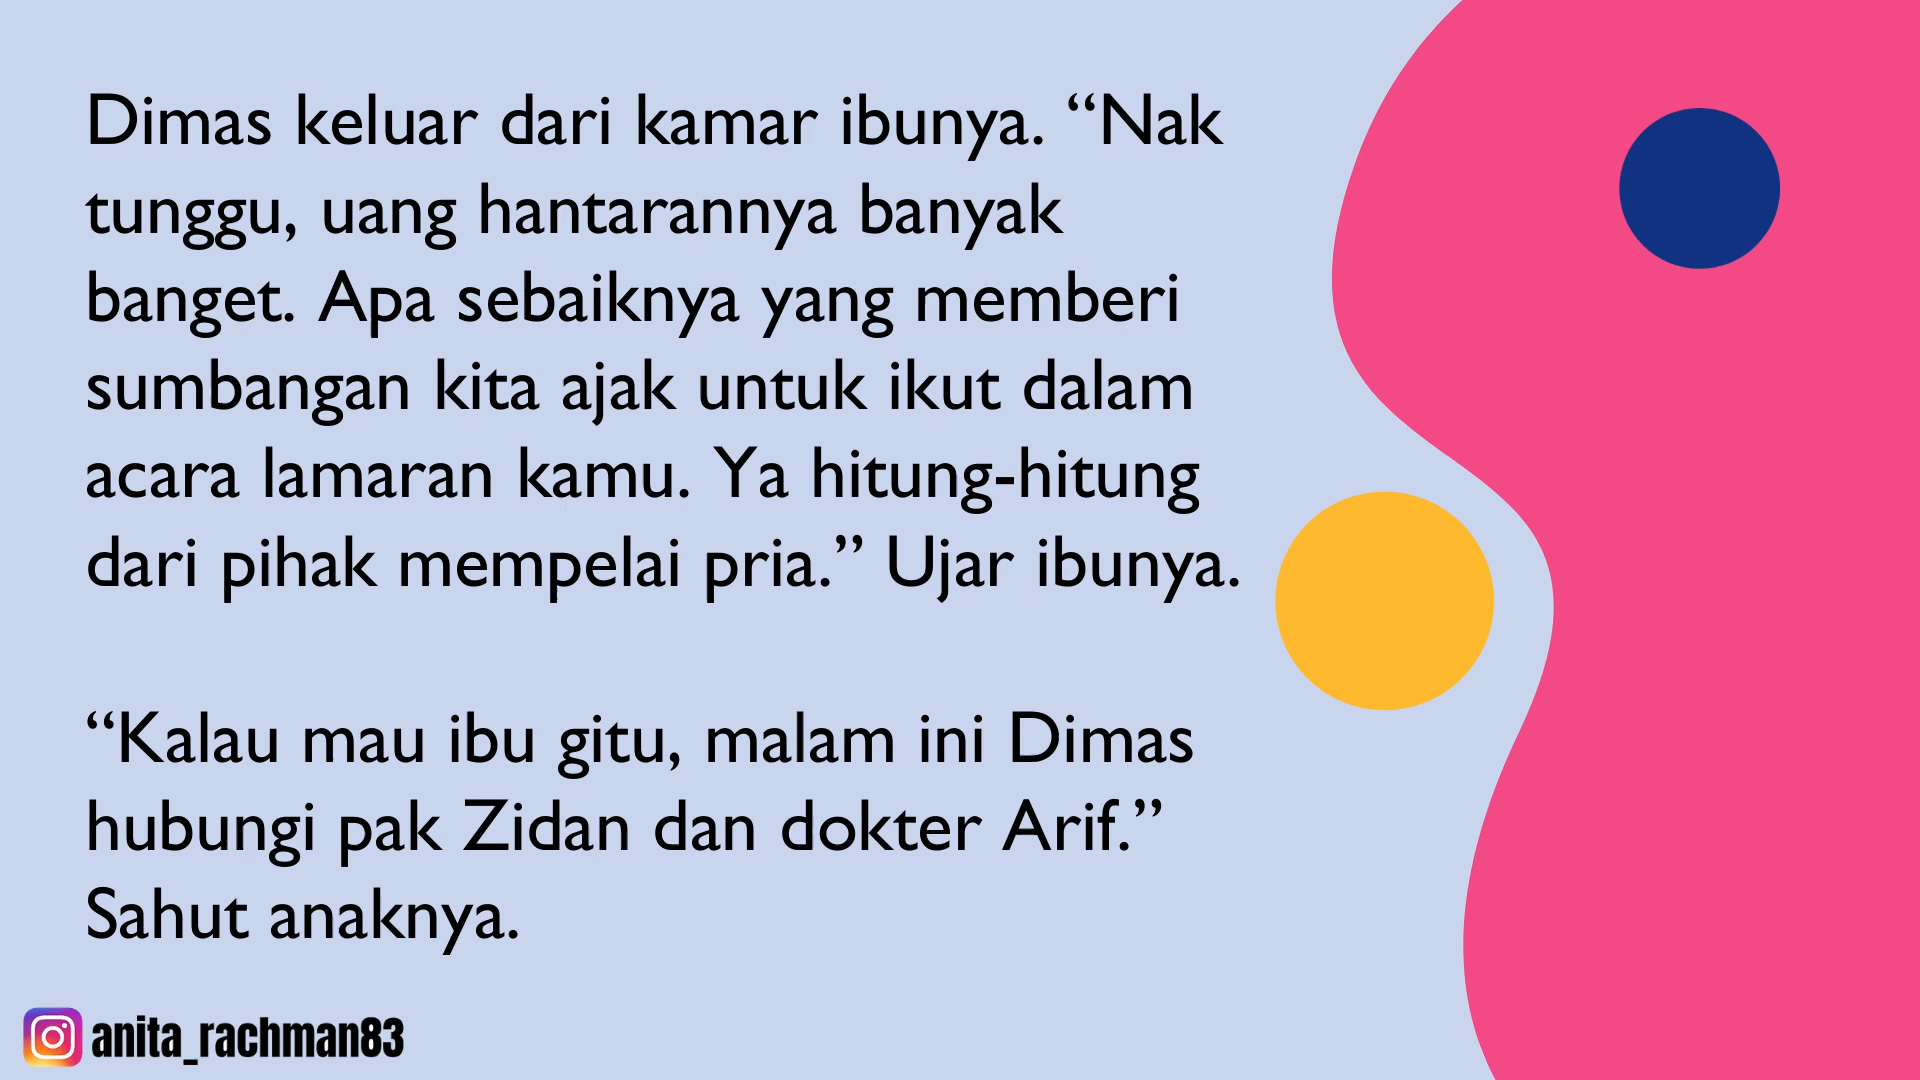 Dimas keluar dari kamar ibunya. “Nak
tunggu, uang hantarannya banyak
banget. Apa sebaiknya yang memberi
sumbangan kita ajak untuk ikut dalam
acara lamaran kamu. Ya hitung-hitung
dari pihak mempelai pria.” Ujar ibunya.
“Kalau mau ibu gitu, malam ini Dimas
hubungi pak Zidan dan dokter Arif.”
Sahut anaknya.
anita_rachman83